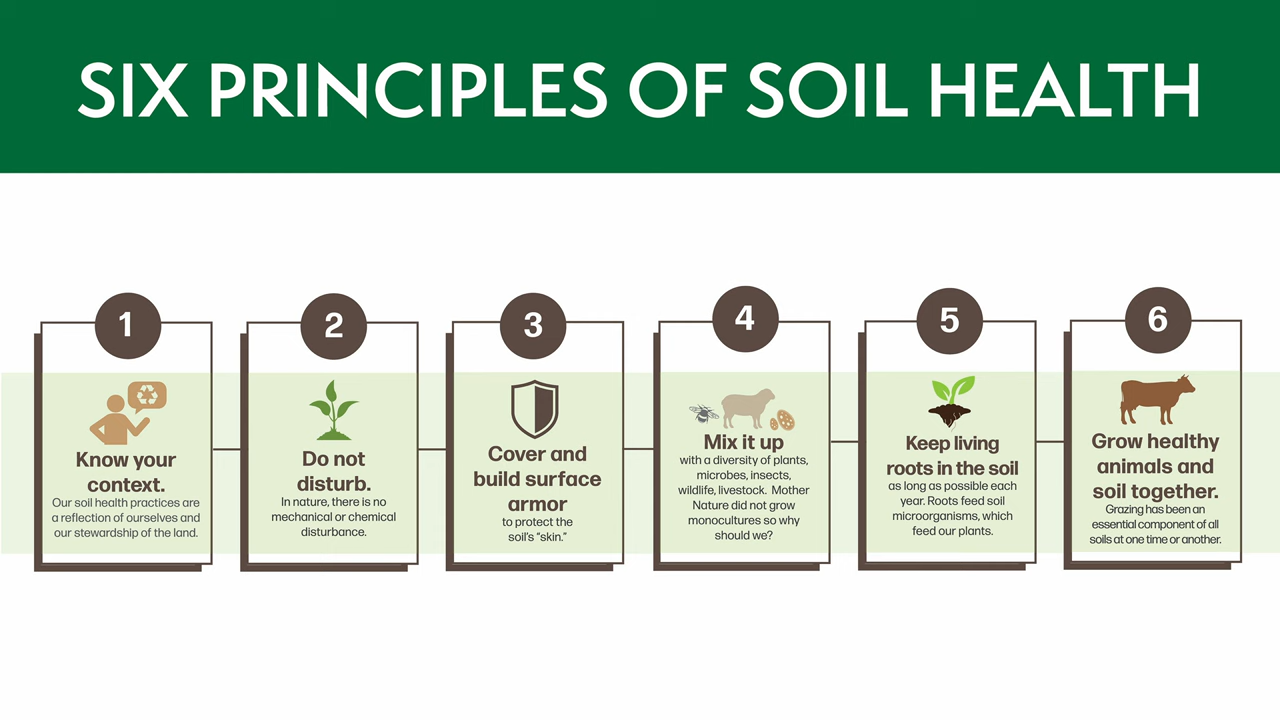 SIX PRINCIPLES OF SOIL HEALTH
1
Know your
context.
Our soil health practices are
a reflection of ourselves and
our stewardship of the land.
2
Do not
disturb.
In nature, there is no
mechanical or chemical
disturbance.
3
Cover and
build surface
armor
to protect the
soil's "skin."
4
Mix it up
with a diversity of plants,
microbes, insects,
wildlife, livestock. Mother
Nature did not grow
monocultures so why
should we?
5
Keep living
roots in the soil
as long as possible each
year. Roots feed soil
microorganisms, which
feed our plants.
6
Grow healthy
animals and
soil together.
Grazing has been an
essential component of all
soils at one time or another.